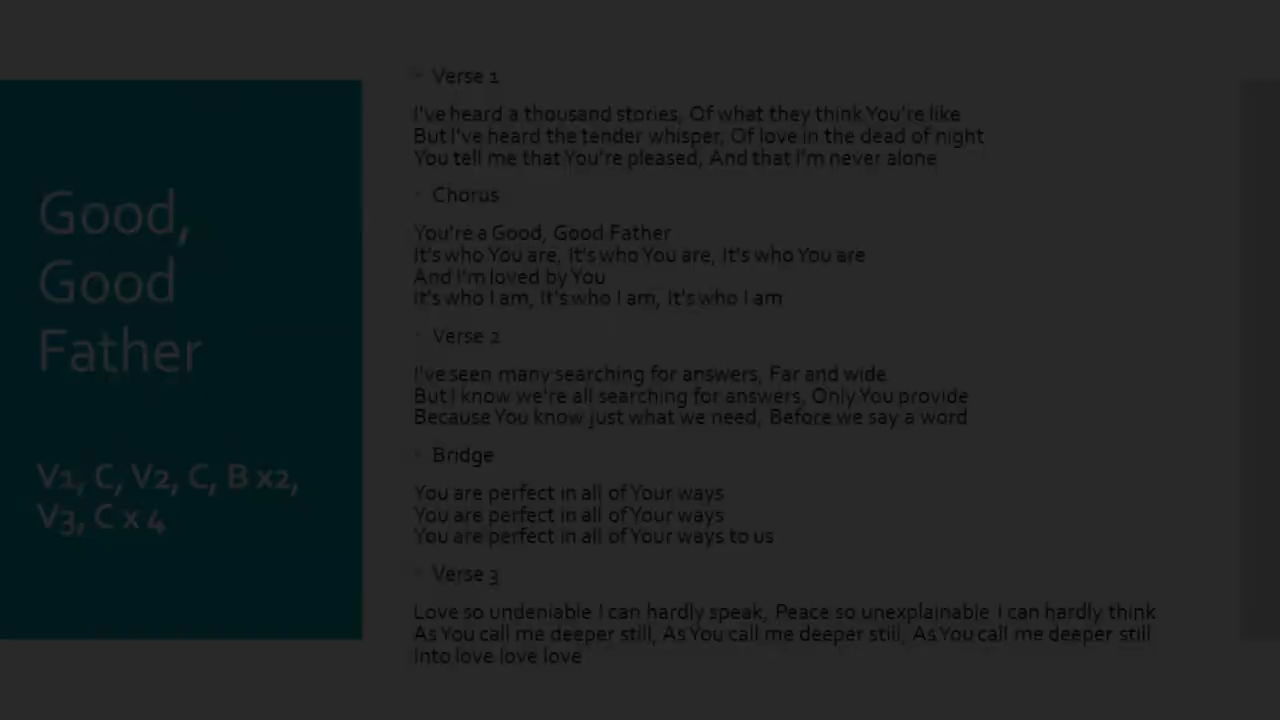 Good,
Good
Father
V1, C, V2, C, B x2,
V3, C x 4
Verse 1
I've heard a thousand stories, Of what they think You're like
But I've heard the tender whisper, Of love in the dead of night
You tell me that You're pleased, And that I'm never alone
Chorus
You're a Good, Good Father
It's who You are, It's who You are, It's who You are
And I'm loved by You
It's who I am, It's who I am, It's who I am
Verse 2
I've seen many searching for answers, Far and wide
But I know we're all searching for answers, Only You provide
Because You know just what we need, Before we say a word
Bridge
You are perfect in all of Your ways
You are perfect in all of Your ways
You are perfect in all of Your ways to us
Verse 3
Love so undeniable I can hardly speak, Peace so unexplainable I can hardly think
As You call me deeper still, As You call me deeper still, As You call me deeper still
Into love love love